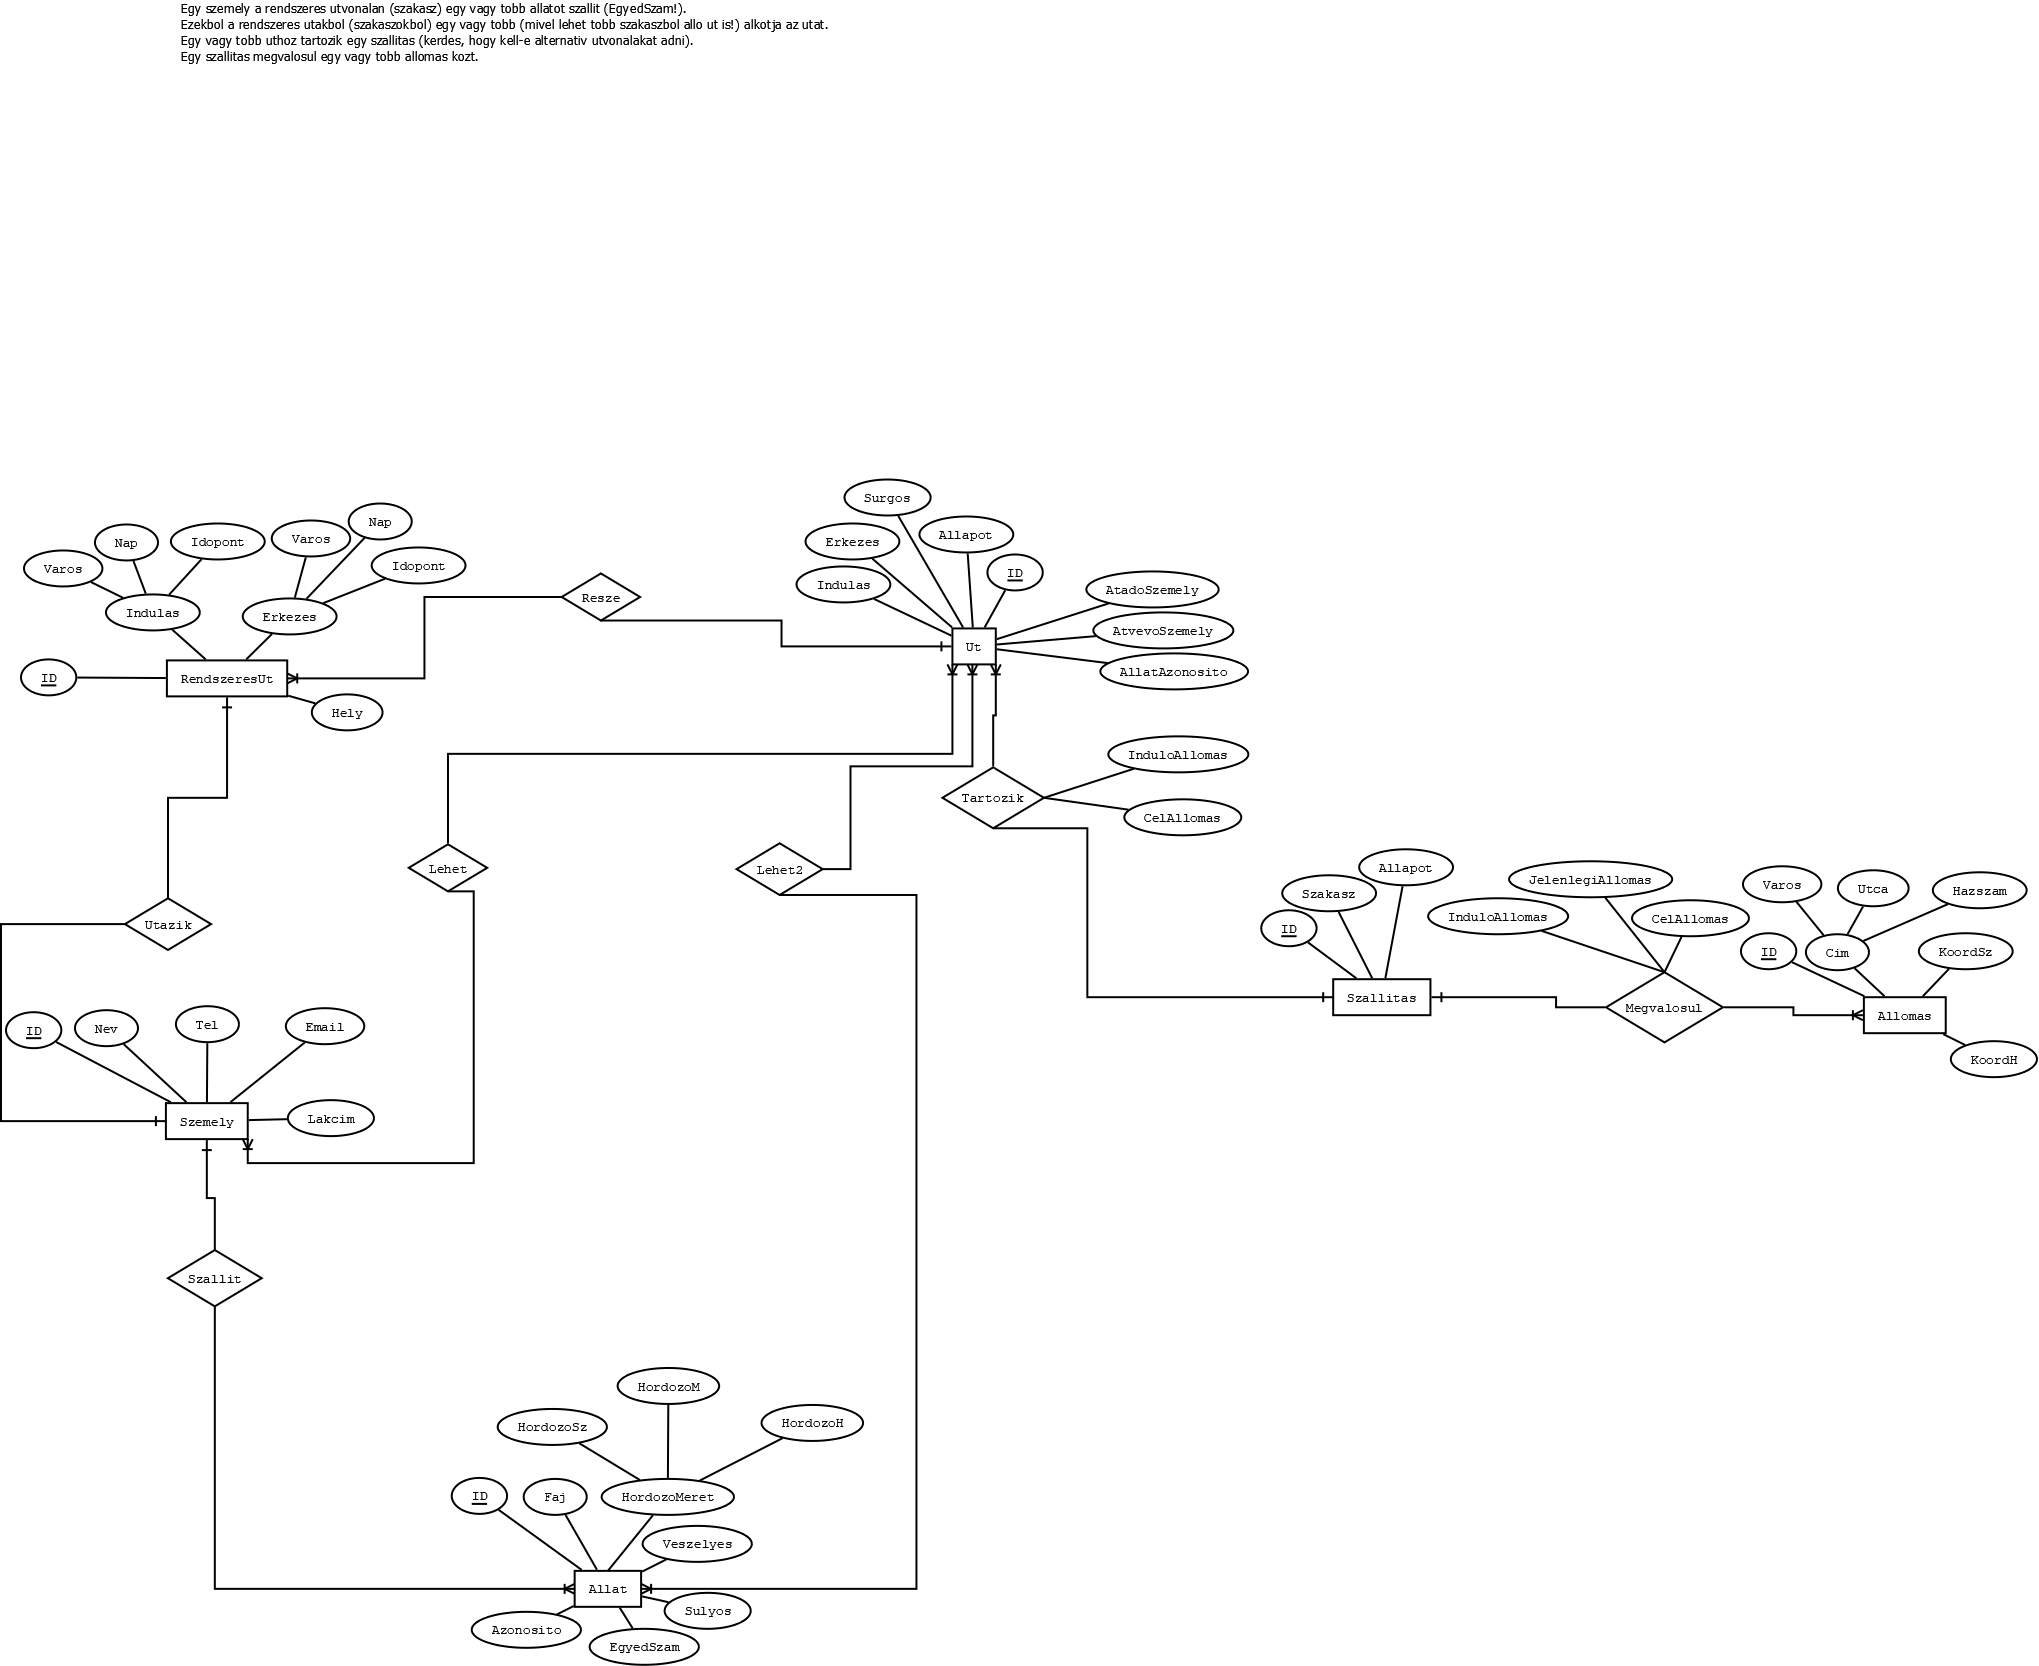 Egy szemely a rendszeres utvonalan (szakasz) egy vagy tobb allatot szallit (EgyedSzam!).
Ezekbol a rendszeres utakbol (szakaszokbol) egy vagy tobb (mivel lehet tobb szakaszbol allo ut is!) alkotja az utat.
Egy vagy tobb uthoz tartozik egy szallitas (kerdes, hogy kell-e alternativ utvonalakat adni).
Egy szallitas megvalosul egy vagy tobb allomas kozt.
Varos
Nap
Idopont
Varos
Nap
Idopont
Indulas
Erkezes
ID
RendszeresUt
Hely
Resze
Surgos
Erkezes
Allapot
Indulas
ID
Ut
AtadoSzemely
AtvevoSzemely
AllatAzonosito
Tartozik
InduloAllomas
CelAllomas
Lehet
Lehet2
Utazik
ID
Nev
Tel
Email
Szemely
Lakcim
Szallit
ID
Szakasz
Allapot
Szallitas
InduloAllomas
JelenlegiAllomas
CelAllomas
Megvalosul
Varos
Utca
Hazszam
ID
Cim
KoordSz
Allomas
KoordH
HordozoSz
HordozoM
HordozoH
ID
Faj
HordozoMeret
Veszelyes
Allat
Sulyos
Azonosito
EgyedSzam